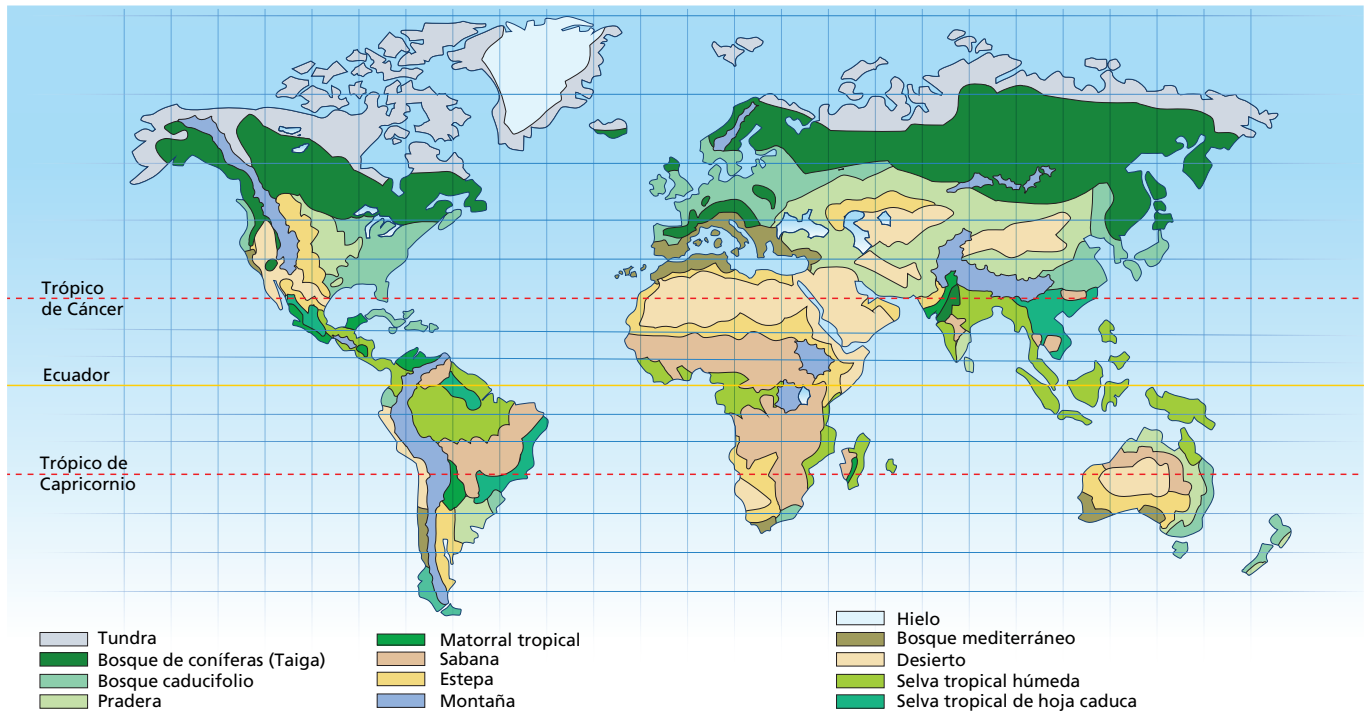 Trópico
de Cáncer
Ecuador
Trópico de
Capricornio
Tundra
Bosque de coníferas (Taiga)
Bosque caducifolio
Pradera
Matorral tropical
Sabana
Estepa
Montaña
Hielo
Bosque mediterráneo
Desierto
Selva tropical húmeda
Selva tropical de hoja caduca